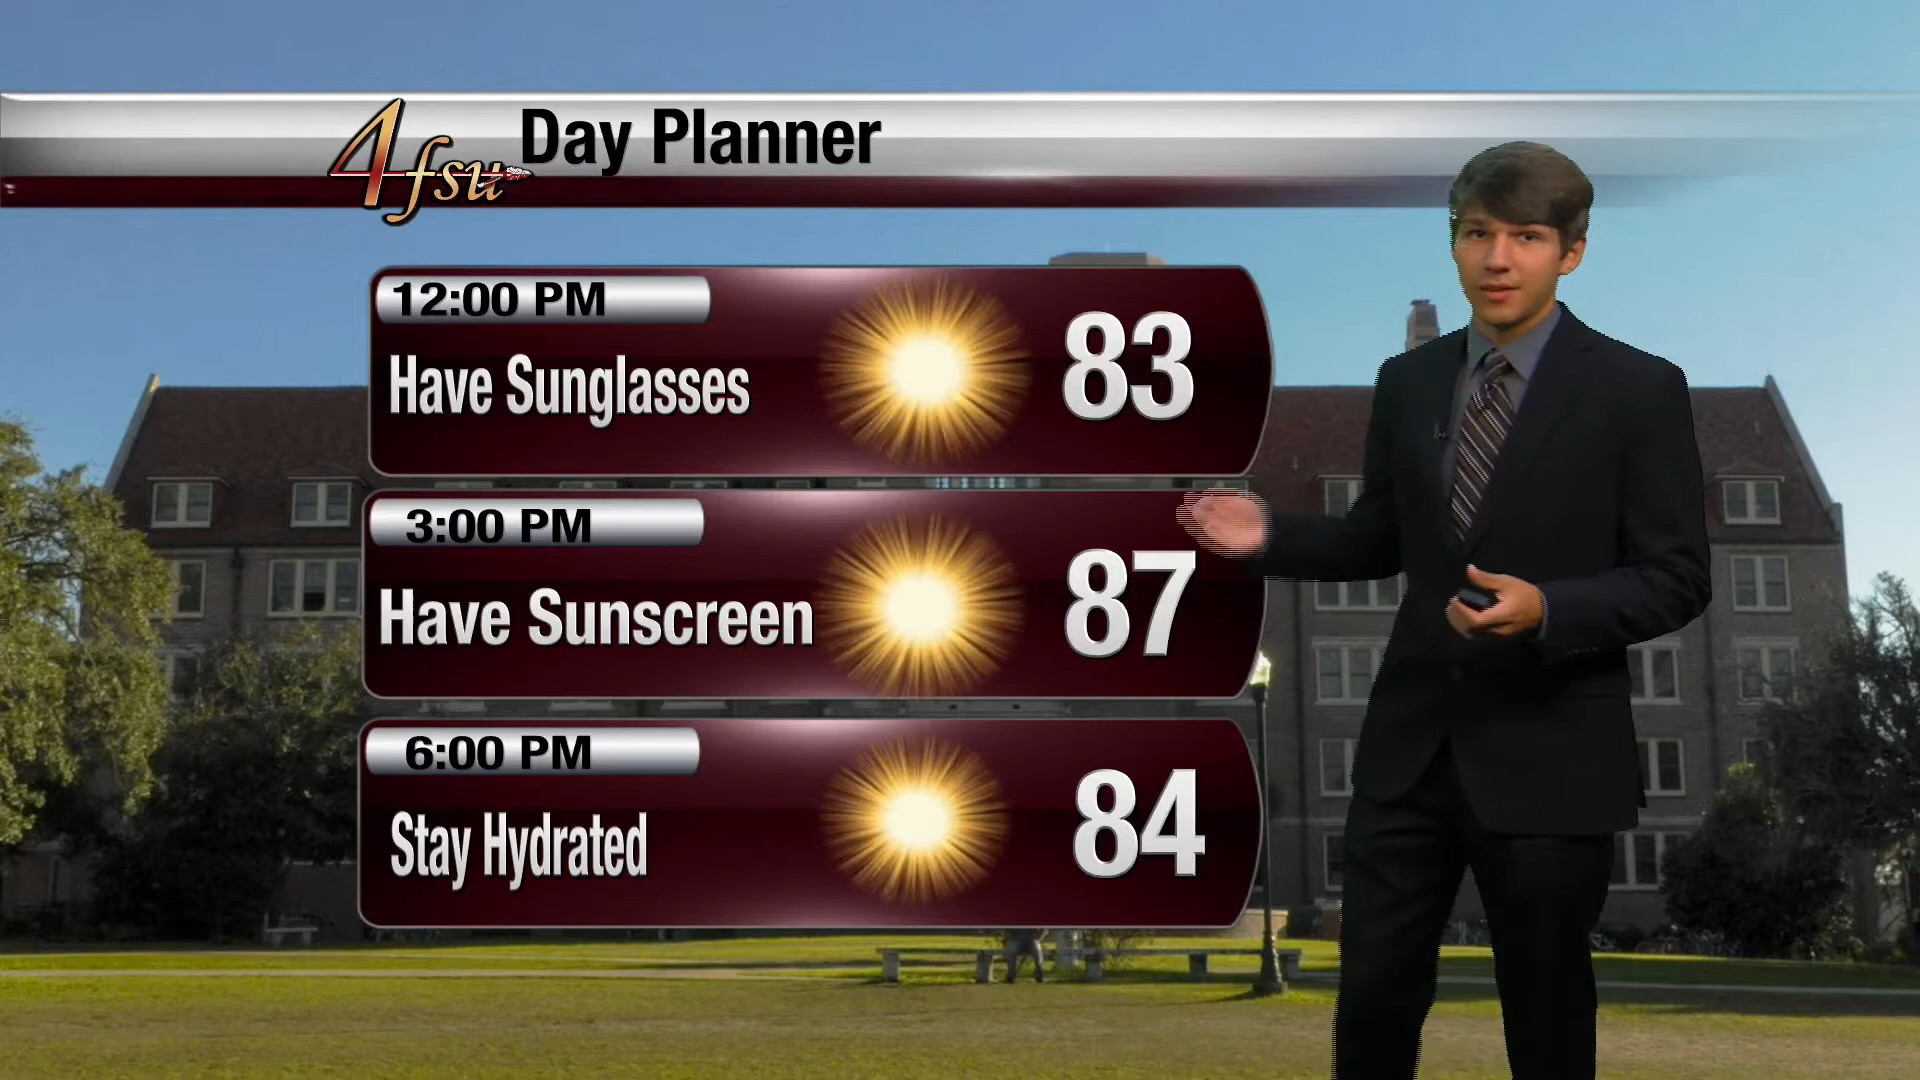 4fsu Day Planner
12:00 PM
Have Sunglasses
83
3:00 PM
Have Sunscreen
87
6:00 PM
Stay Hydrated
84